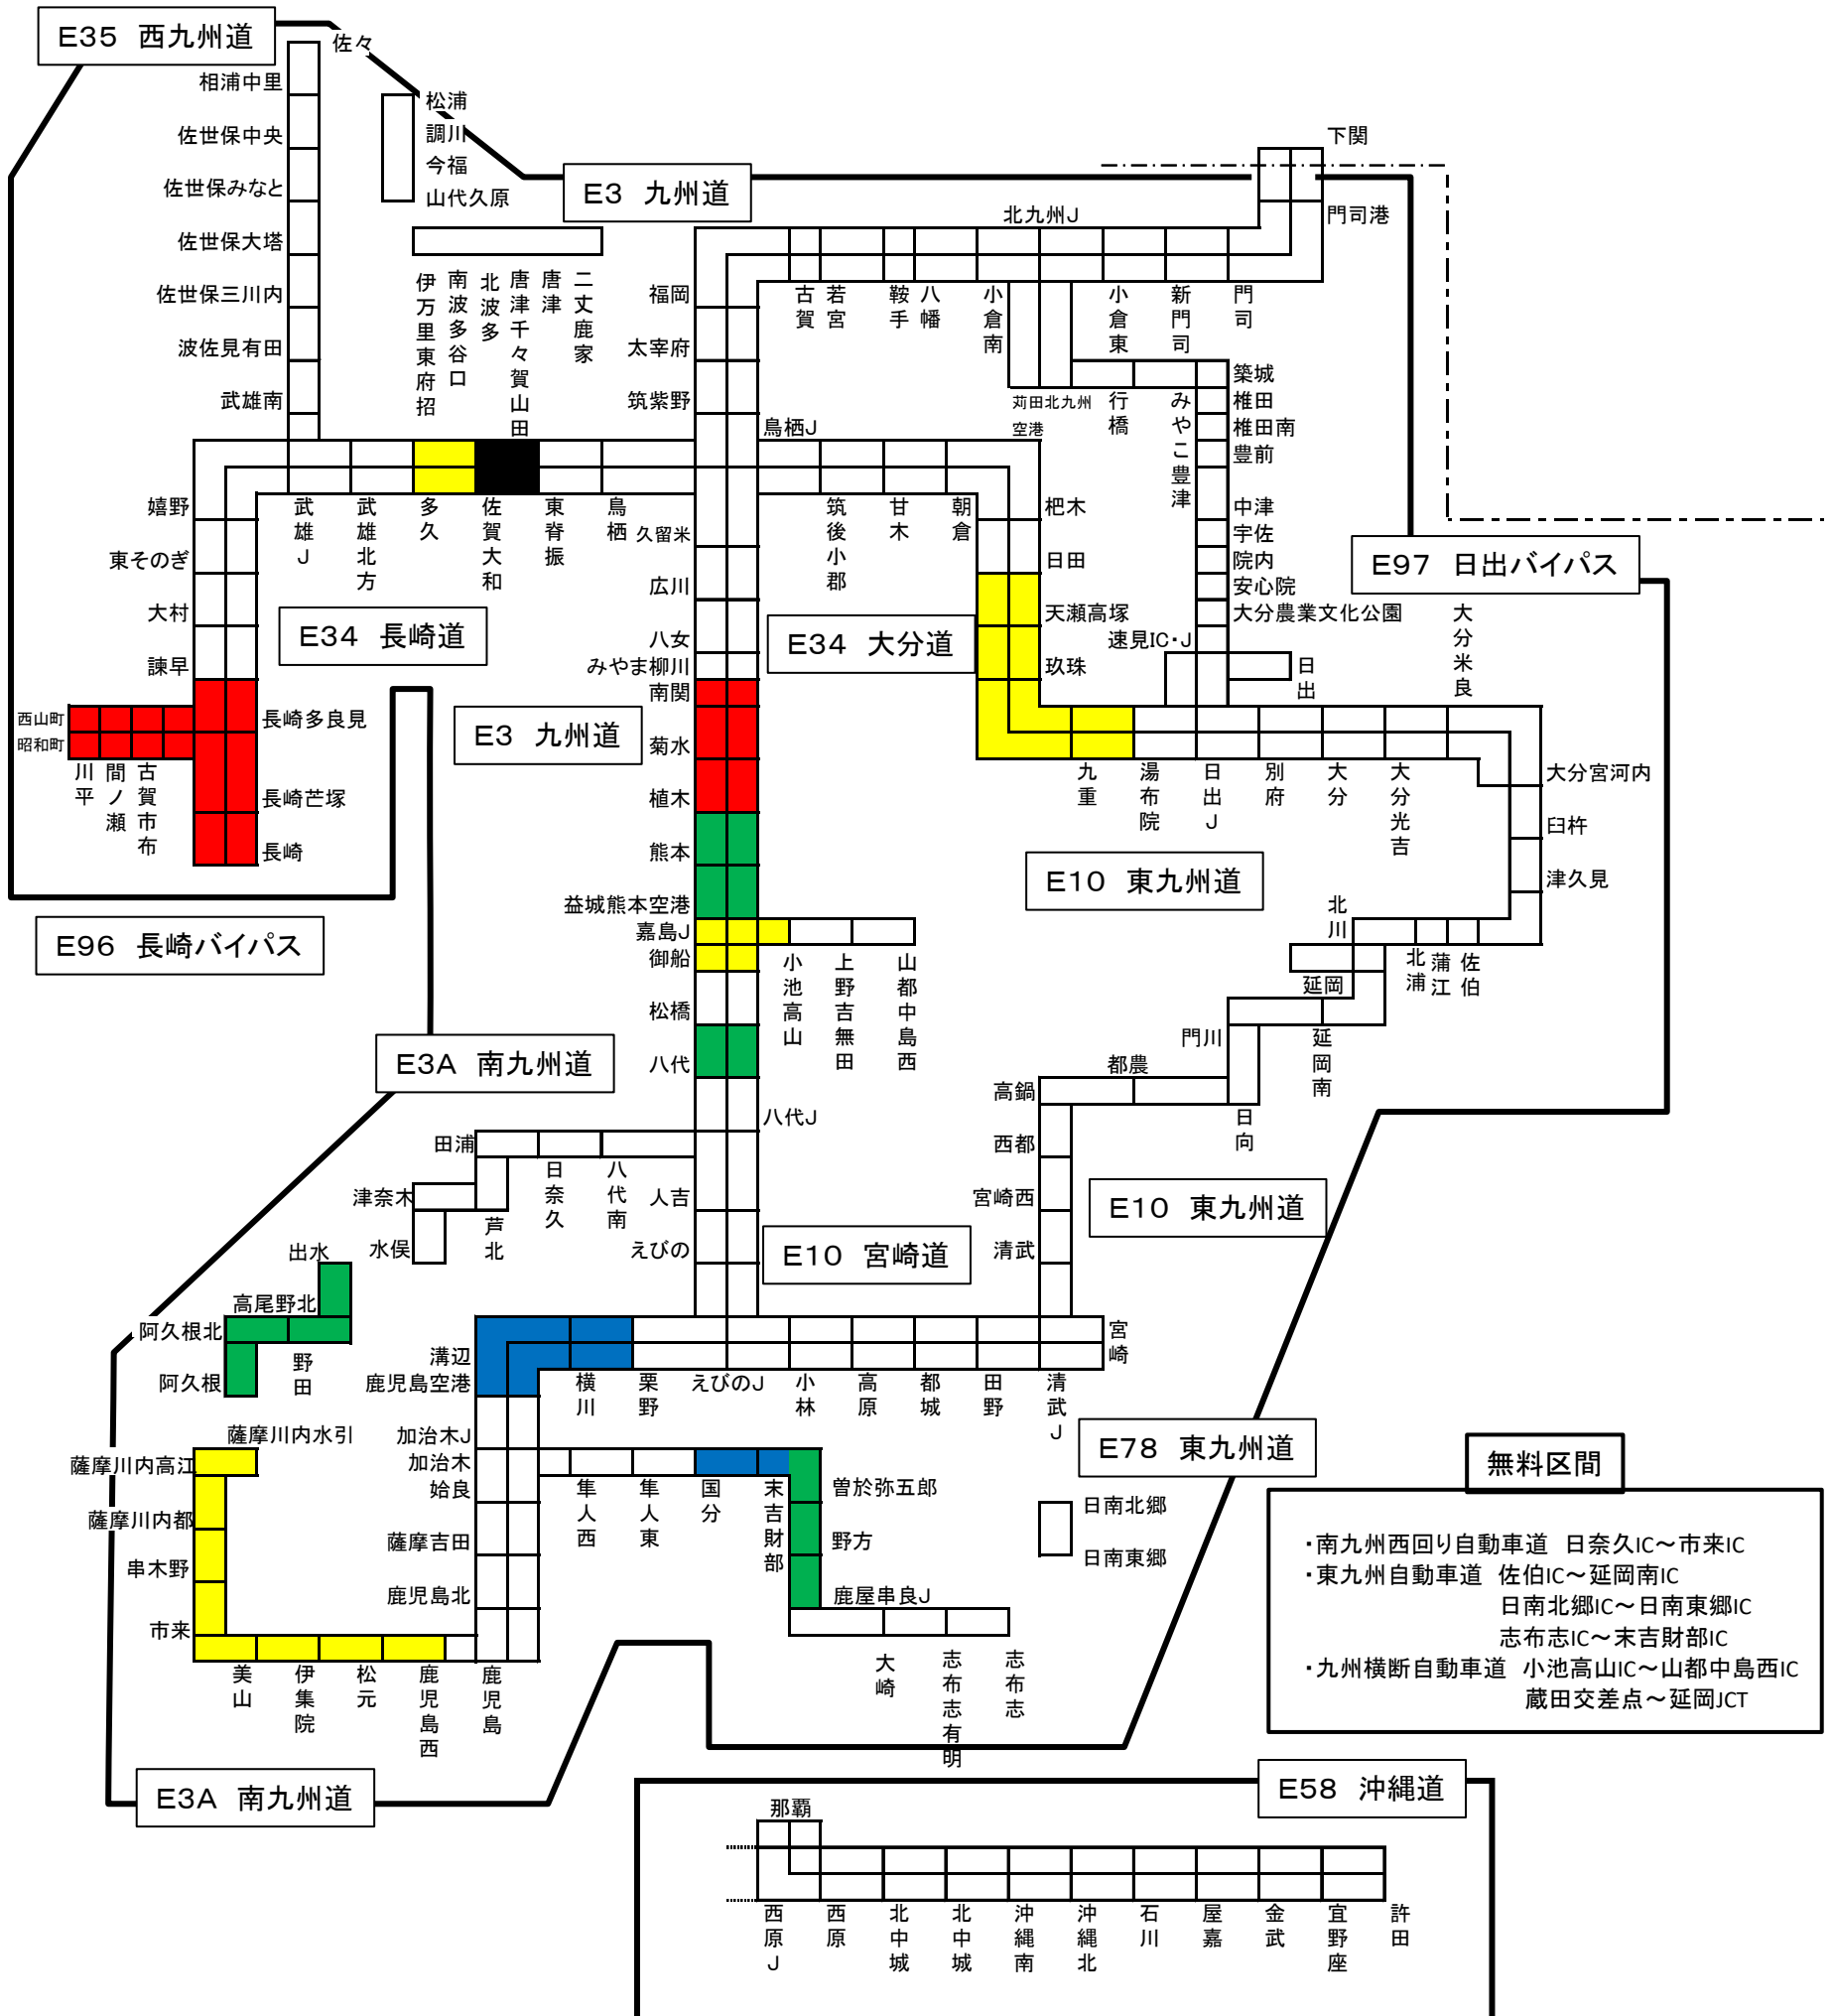 E35 西九州道
佐々
相浦中里
佐世保中央
佐世保みなと
佐世保大塔
佐世保三川内
波佐見有田
武雄南
松浦
調川
今福
山代久原
E3 九州道
下関
門司港
北九州J
伊万里東府招
南波多谷口
北波多
唐津千々賀山田
唐津
二丈鹿家
福岡
太宰府
筑紫野
鳥栖J
古賀
若宮
鞍手
八幡
小倉南
小倉東
新門司
門司
苅田北九州
空港
行橋
みやこ豊津
築城
椎田
椎田南
豊前
中津
宇佐
院内
安心院
大分農業文化公園
速見IC・J
日出
E97 日出バイパス
大分米良
嬉野
東そのぎ
大村
諫早
武雄J
武雄北方
多久
佐賀大和
東脊振
鳥栖
久留米
広川
八女
みやま柳川
南関
菊水
植木
熊本
益城熊本空港
嘉島J
御船
松橋
八代
筑後小郡
甘木
朝倉
杷木
日田
天瀬高塚
玖珠
E34 長崎道
E34 大分道
E3 九州道
西山町
昭和町
川平
間ノ瀬
古賀市布
長崎多良見
長崎芒塚
長崎
E96 長崎バイパス
九重
湯布院
日出J
別府
大分
大分光吉
大分宮河内
臼杵
津久見
E10 東九州道
北川
北浦
蒲江
佐伯
延岡
延岡南
門川
日向
都農
高鍋
西都
宮崎西
清武
小池高山
上野吉無田
山都中島西
E3A 南九州道
八代J
田浦
日奈久
八代南
津奈木
芦北
水俣
人吉
えびの
E10 宮崎道
E10 東九州道
出水
高尾野北
阿久根北
野田
阿久根
溝辺
鹿児島空港
横川
栗野
えびのJ
小林
高原
都城
田野
清武J
宮崎
E78 東九州道
薩摩川内水引
薩摩川内高江
薩摩川内都
串木野
市来
加治木J
加治木
姶良
薩摩吉田
鹿児島北
隼人西
隼人東
国分
末吉財部
曽於弥五郎
野方
鹿屋串良J
大崎
志布志有明
志布志
日南北郷
日南東郷
美山
伊集院
松元
鹿児島西
鹿児島
E3A 南九州道
無料区間
・南九州西回り自動車道 日奈久IC～市来IC
・東九州自動車道 佐伯IC～延岡南IC
日南北郷IC～日南東郷IC
志布志IC～末吉財部IC
・九州横断自動車道 小池高山IC～山都中島西IC
蔵田交差点～延岡JCT
E58 沖縄道
那覇
西原J
西原
北中城
北中城
沖縄南
沖縄北
石川
屋嘉
金武
宜野座
許田